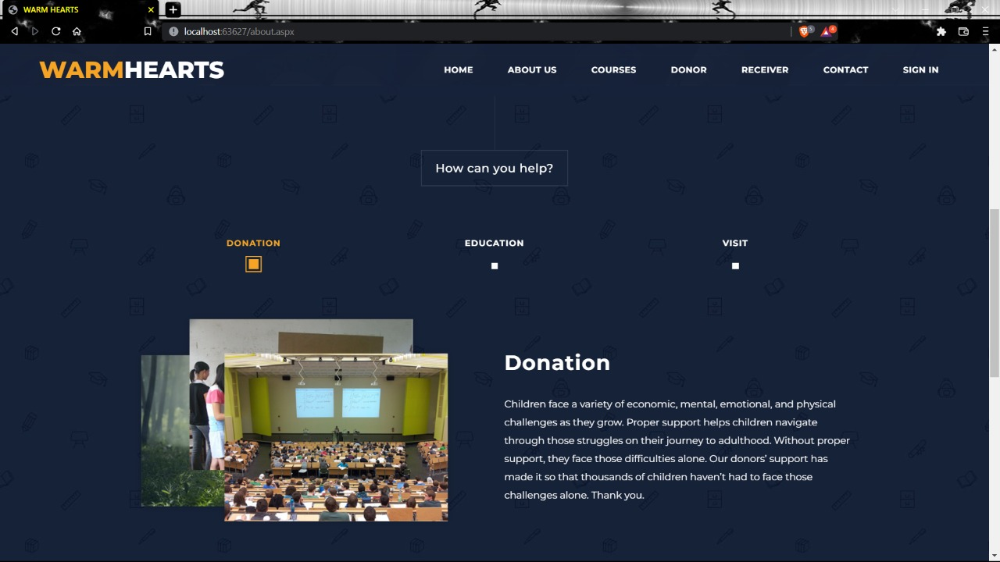 WARM HEARTS
localhost:63627/about.aspx
5
4
WARMHEARTS
HOME
ABOUT US
COURSES
DONOR
RECEIVER
CONTACT
SIGN IN
How can you help?
DONATION
EDUCATION
VISIT
Donation
Children face a variety of economic, mental, emotional, and physical
challenges as they grow. Proper support helps children navigate
through those struggles on their journey to adulthood. Without proper
support, they face those difficulties alone. Our donors' support has
made it so that thousands of children haven't had to face those
challenges alone. Thank you.